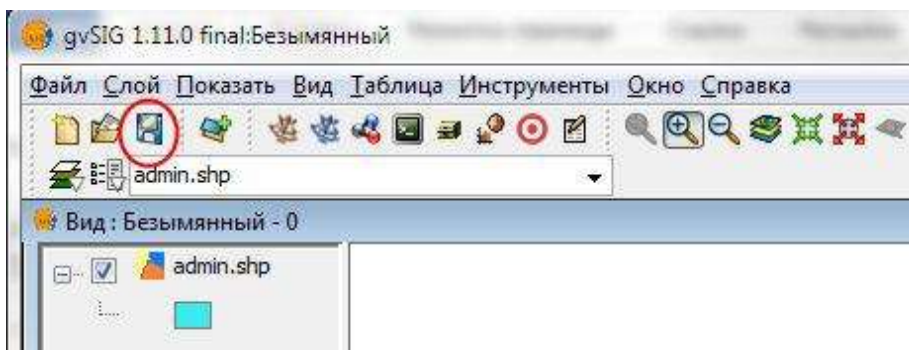 gvSIG 1.11.0 final:Безымянный
Файл Слой Показать Вид Таблица Инструменты Окно Справка
admin.shp
Вид : Безымянный - 0
admin.shp